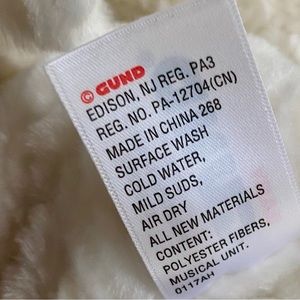 GUND
EDISON, NJ REG. PA3
REG. NO. PA-12704(CN)
MADE IN CHINA 268
SURFACE WASH
COLD WATER,
MILD SUDS,
AIR DRY
ALL NEW MATERIALS
CONTENT:
POLYESTER FIBERS,
MUSICAL UNIT.
0117AH